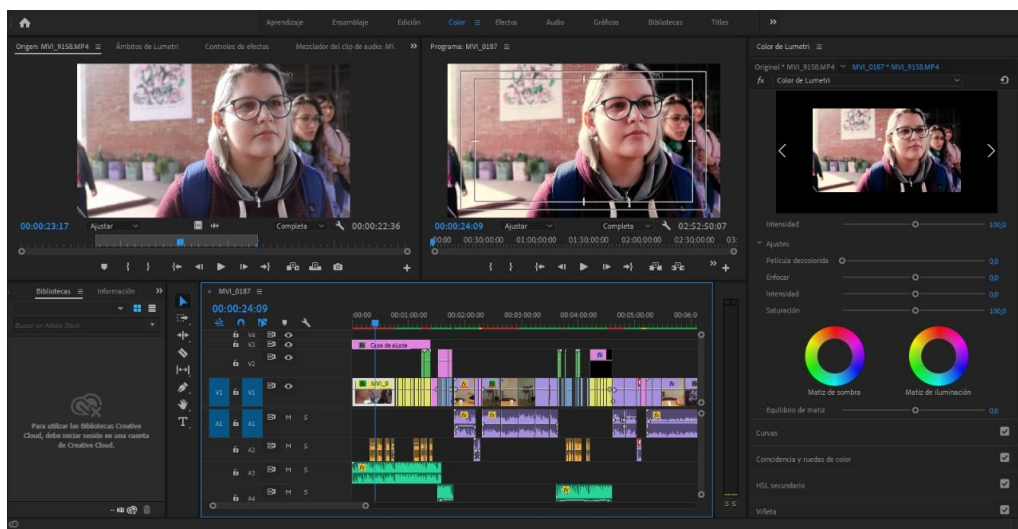 Aprendizaje Ensamblaje Edición Color Efectos Audio Gráficos Bibliotecas Titles
Origen: MVI_9158.MP4 Ámbitos de Lumetri Controles de efectos Mezclador del clip de audio: MV
Programa: MVI_0187
Color de Lumetri
Original * MVI_9158.MP4 MVI_0187 * MVI_9158.MP4
fx Color de Lumetri
00:00:23:17 Ajustar Completa 00:00:22:36
00:00:24:09 Ajustar Completa 02:52:50:07
00:00 00:30:00:00 01:00:00:00 01:30:00:00 02:00:00:00 02:30:00:00 03:
Intensidad 100,0
Ajustes
Película descolorida 0,0
Enfocar 0,0
Intensidad 0,0
Saturación 100,0
Matiz de sombra Matiz de iluminación
Equilibrio de matiz 0,0
Curvas
Coincidencia y ruedas de color
HSL secundario
Viñeta
Bibliotecas Información
Buscar en Adobe Stock
Para utilizar las Bibliotecas Creative
Cloud, debe iniciar sesión en una cuenta
de Creative Cloud.
-- KB
T
MVI_0187
00:00:24:09
:00:00 00:01:00:00 00:02:00:00 00:03:00:00 00:04:00:00 00:05:00:00 00:06:0
V4
V3 Capa de ajuste
V2
V1 V1 MVI_9
A1 A1 M S
A2 M S
A3 M S
A4 M S
S S